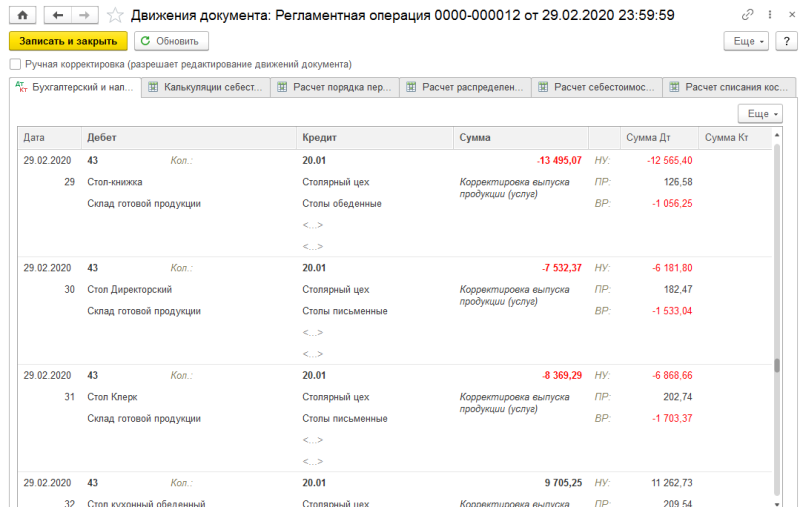 Движения документа: Регламентная операция 0000-000012 от 29.02.2020 23:59:59
Записать и закрыть Обновить Еще ?
Ручная корректировка (разрешает редактирование движений документа)
Дт Кт Бухгалтерский и нал... Калькуляции себест... Расчет порядка пер... Расчет распределен... Расчет себестоимос... Расчет списания кос...
Еще
Дата Дебет Кредит Сумма Сумма Дт Сумма Кт
29.02.2020 43 Кол.: 20.01 -13 495,07 НУ: -12 565,40
29 Стол-книжка Столярный цех Корректировка выпуска продукции (услуг) ПР: 126,58
Склад готовой продукции Столы обеденные ВР: -1 056,25
<...>
<...>
29.02.2020 43 Кол.: 20.01 -7 532,37 НУ: -6 181,80
30 Стол Директорский Столярный цех Корректировка выпуска продукции (услуг) ПР: 182,47
Склад готовой продукции Столы письменные ВР: -1 533,04
<...>
<...>
29.02.2020 43 Кол.: 20.01 -8 369,29 НУ: -6 868,66
31 Стол Клерк Столярный цех Корректировка выпуска продукции (услуг) ПР: 202,74
Склад готовой продукции Столы письменные ВР: -1 703,37
<...>
<...>
29.02.2020 43 Кол.: 20.01 9 705,25 НУ: 11 262,73
32 Стол кухонный обеденный Столярный цех Корректировка выпуска ПР: 209,54